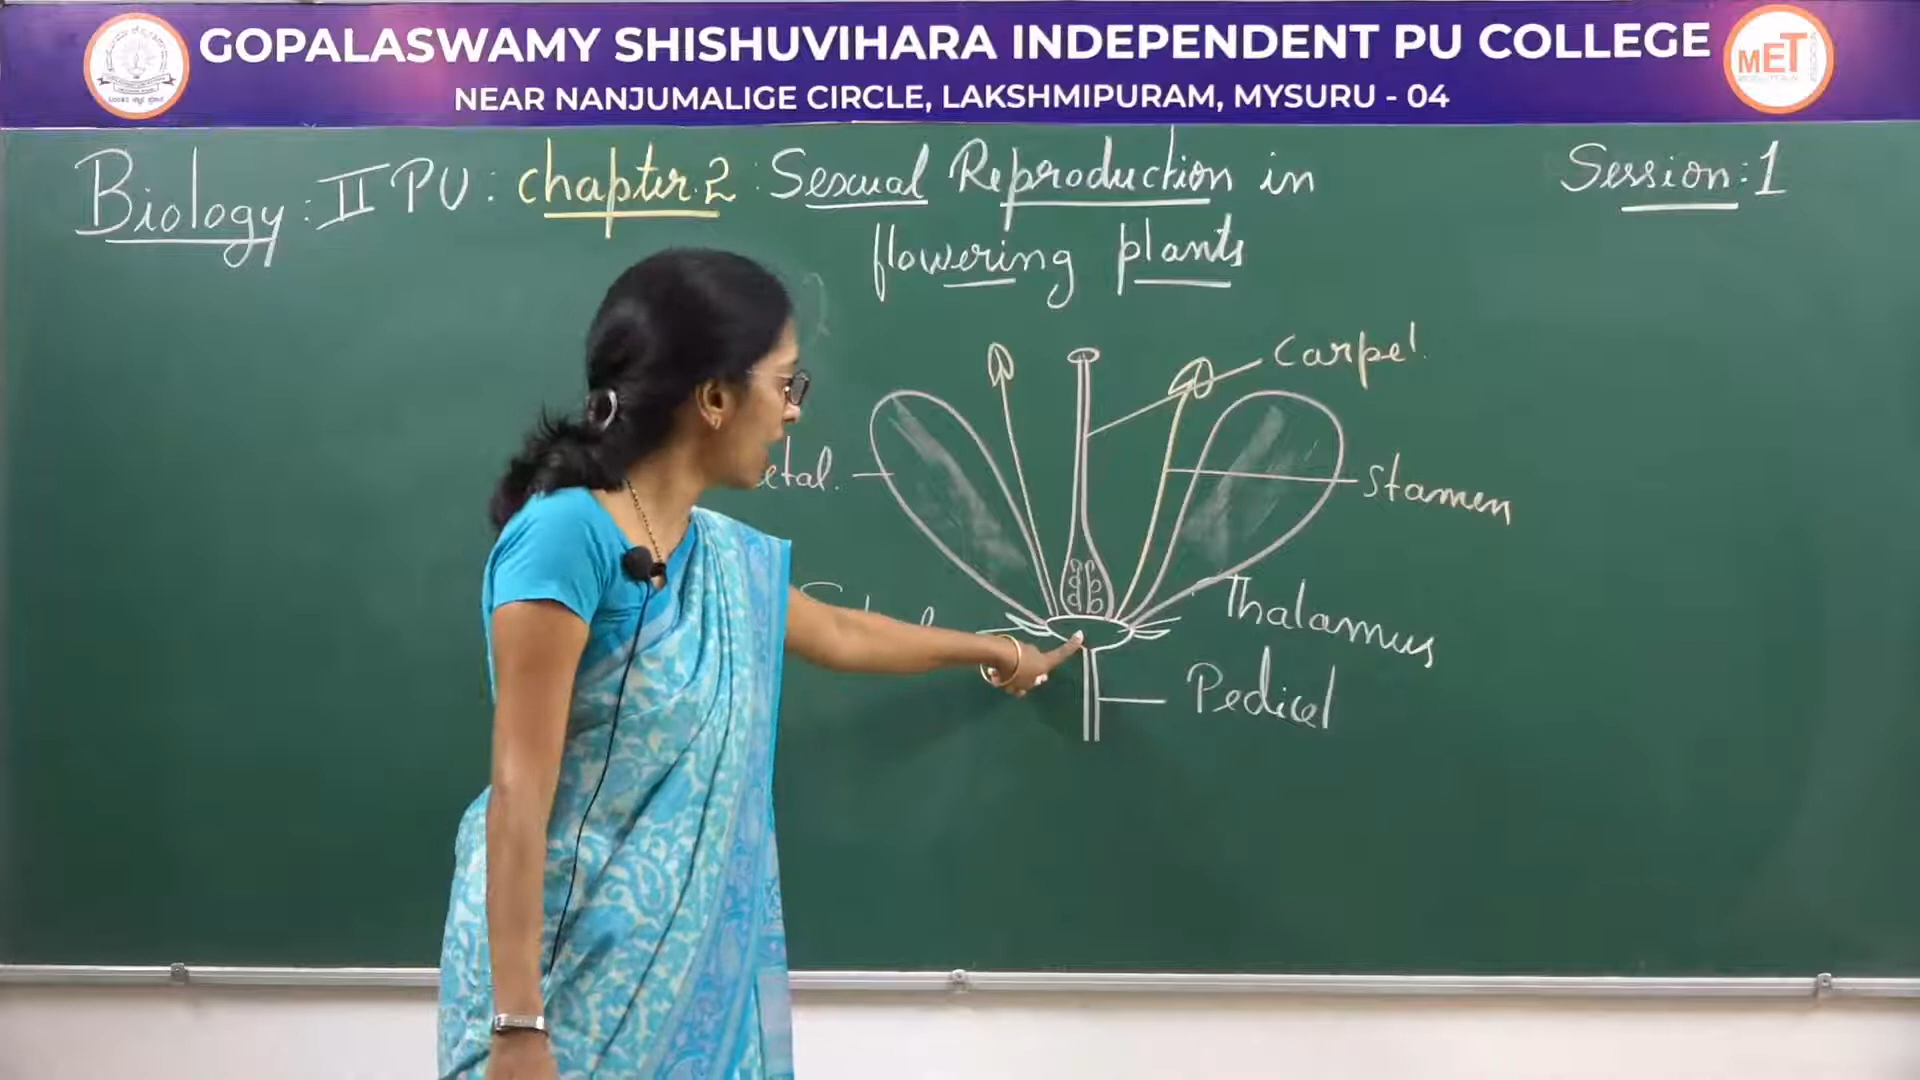 GOPALASWAMY SHISHUVIHARA INDEPENDENT PU COLLEGE
NEAR NANJUMALIGE CIRCLE, LAKSHMIPURAM, MYSURU - 04
MET
Biology : II PU : chapter.2 : Sexual Reproduction in
flowering plants
Session : 1
Carpel
etal.
Stamen
Thalamus
Pedicel